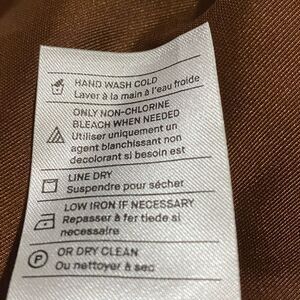 HAND WASH COLD
Laver à la main à l'eau froide
ONLY NON-CHLORINE
BLEACH WHEN NEEDED
Utiliser uniquement un
agent blanchissant non
decolorant si besoin est
LINE DRY
Suspendre pour sécher
LOW IRON IF NECESSARY
Repasser à fer tiede si
necessaire
P OR DRY CLEAN
Ou nettoyer à sec